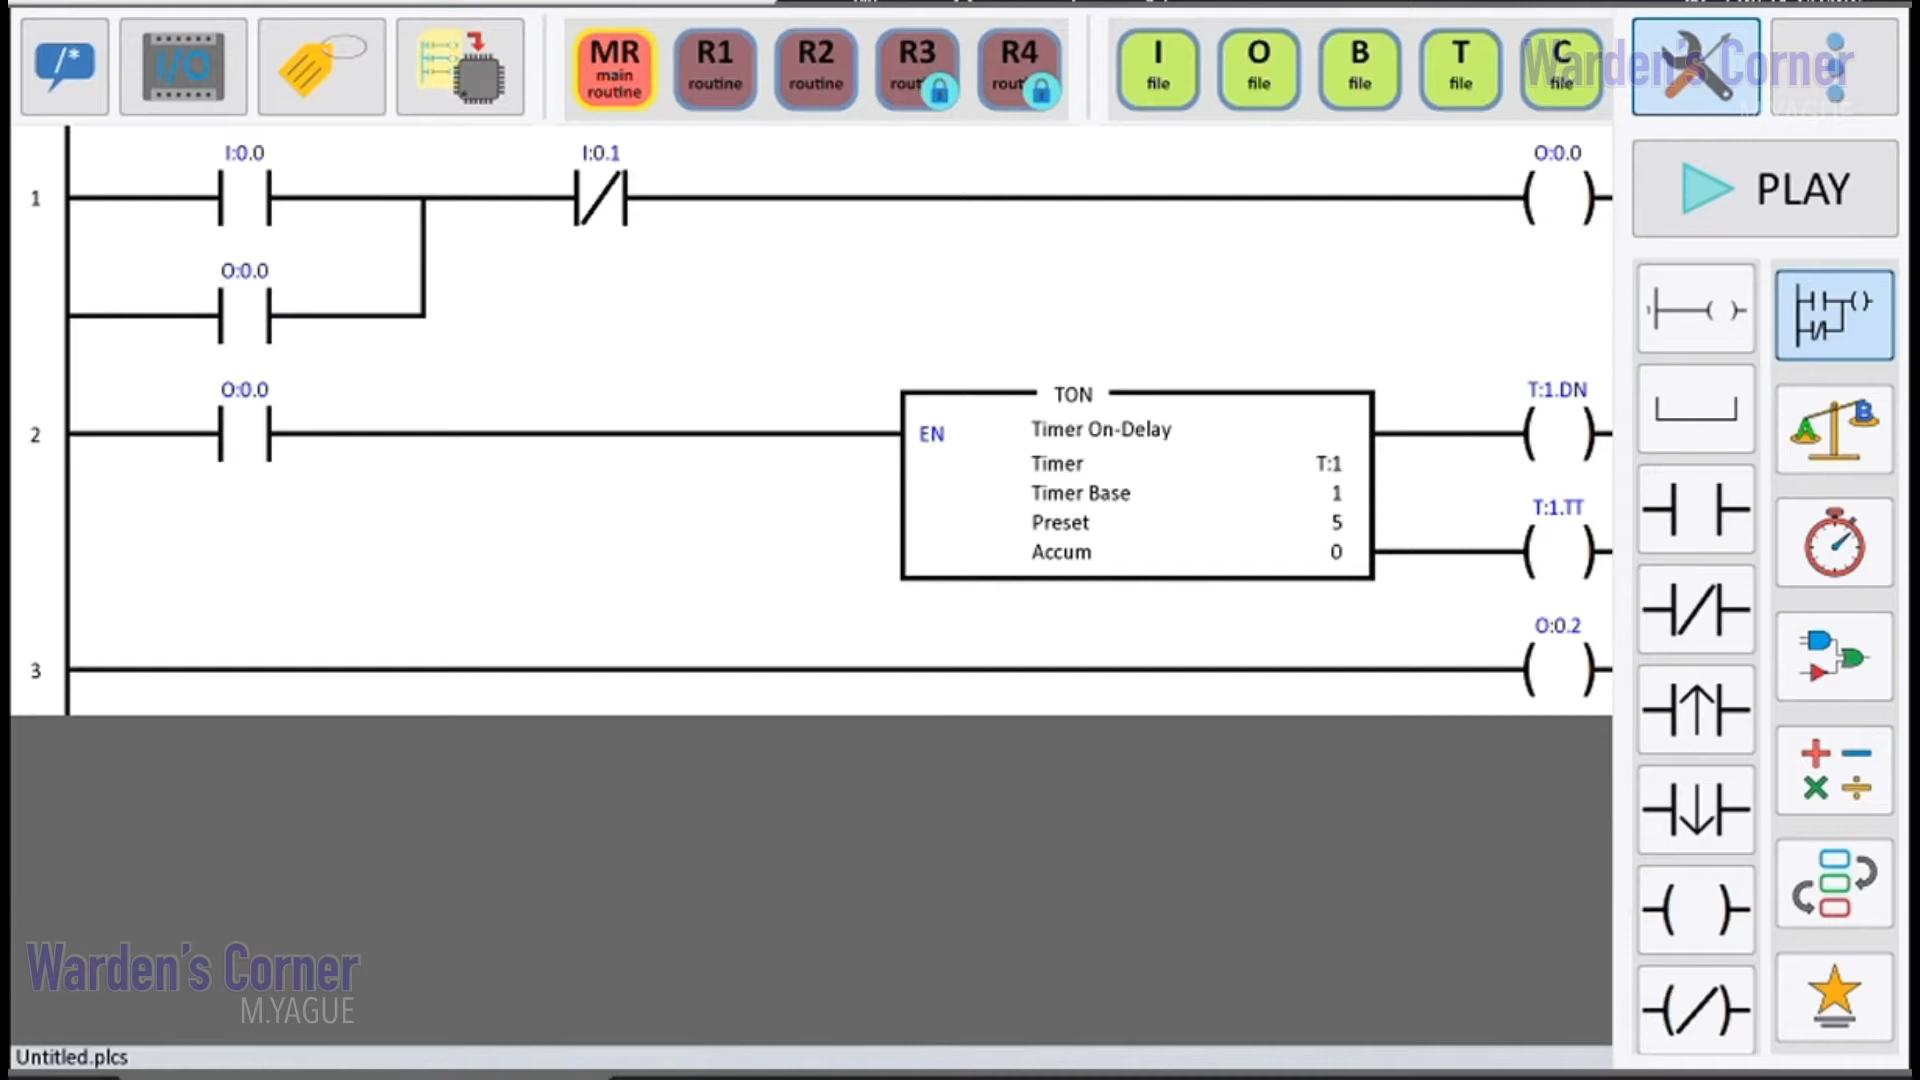 /*
I/O
MR
main
routine
R1
routine
R2
routine
R3
rout
R4
rout
I
file
O
file
B
file
T
file
C
file
Warden's Corner
M.YAGUE
PLAY
I:0.0
I:0.1
O:0.0
1
O:0.0
O:0.0
2
TON
EN
Timer On-Delay
Timer T:1
Timer Base 1
Preset 5
Accum 0
T:1.DN
T:1.TT
O:0.2
3
A
B
Warden's Corner
M.YAGUE
Untitled.plcs